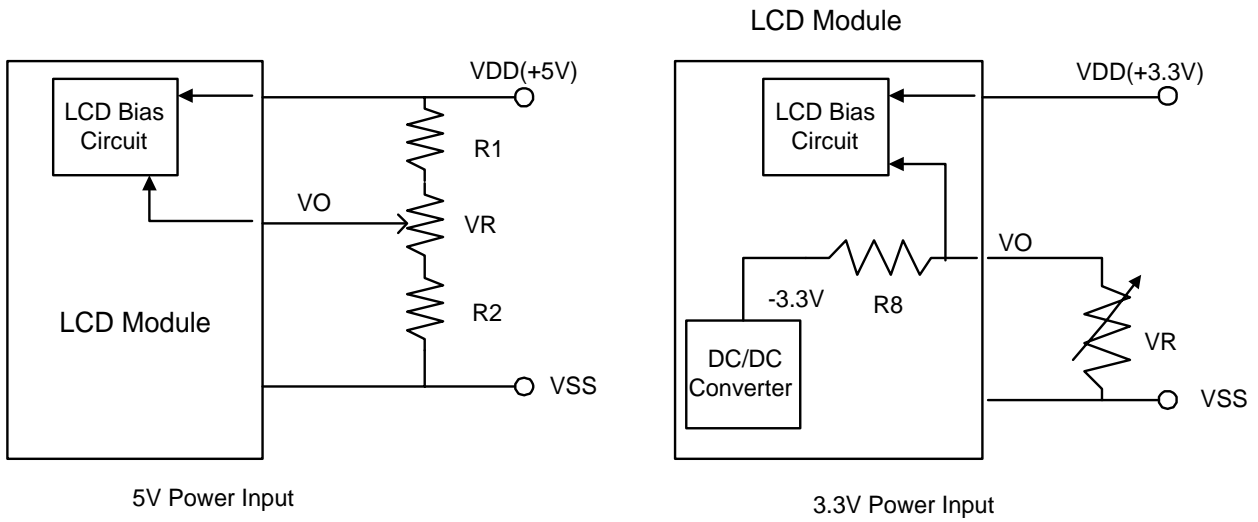 LCD Module
VDD(+5V)
LCD Bias
Circuit
R1
VO
VR
R2
LCD Module
VSS
5V Power Input
VDD(+3.3V)
LCD Bias
Circuit
VO
-3.3V
R8
VR
DC/DC
Converter
VSS
3.3V Power Input